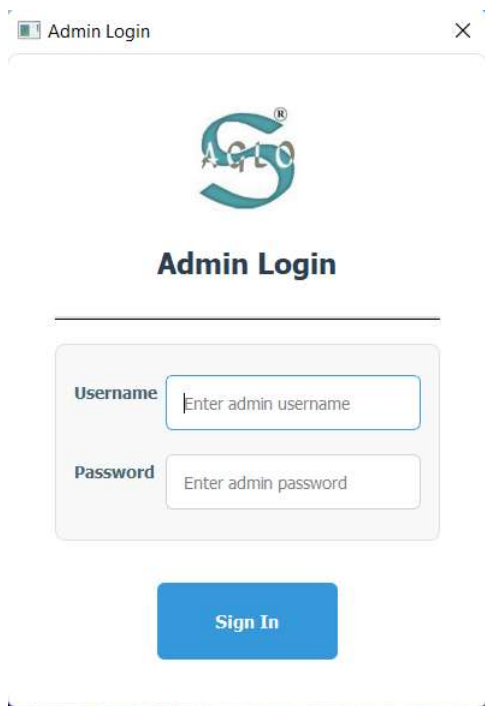 Admin Login
®
S
AGLO
Admin Login
Username
Enter admin username
Password
Enter admin password
Sign In